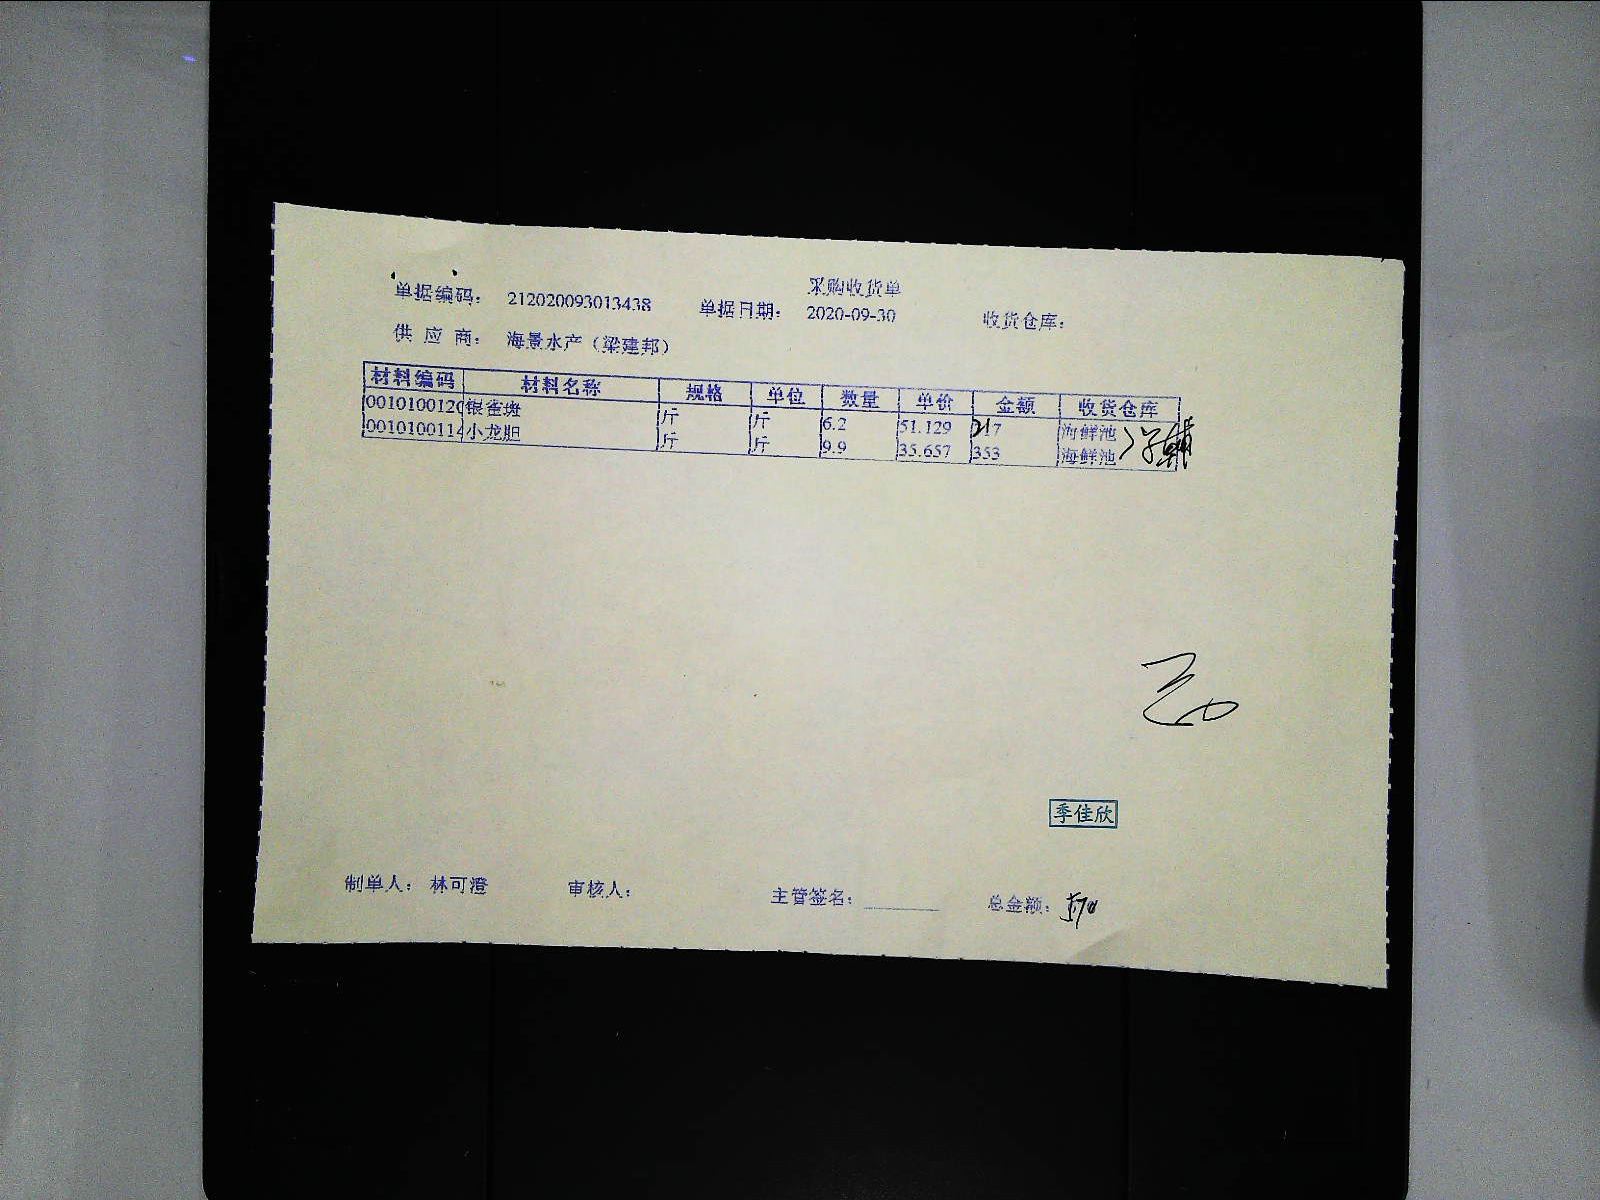 采购收货单
单据编码： 212020093013438 单据日期： 2020-09-30 收货仓库：
供 应 商： 海景水产（梁建邦）
材料编码 材料名称 规格 单位 数量 单价 金额 收货仓库
0010100120 银雀斑 斤 斤 6.2 51.129 217 海鲜池
0010100114 小龙胆 斤 斤 9.9 35.657 353 海鲜池
季佳欣
制单人： 林可澄 审核人： 主管签名： 总金额： 570